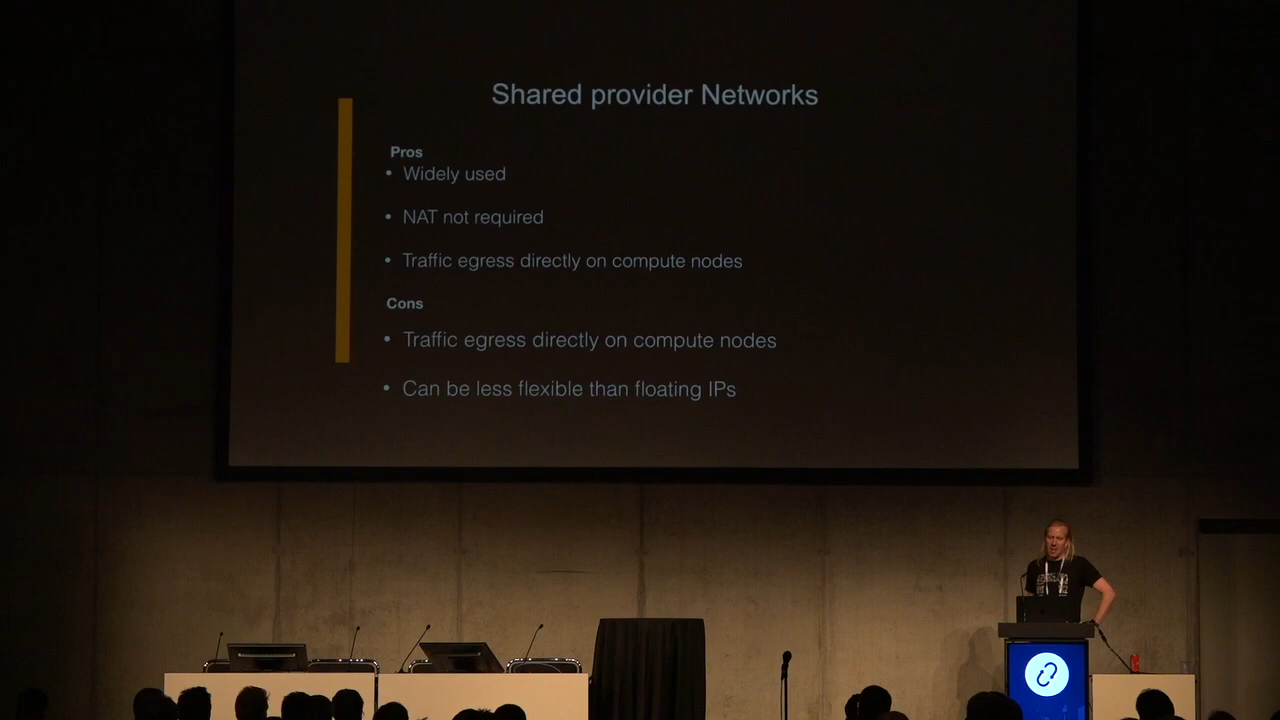 Shared provider Networks
Pros
• Widely used
• NAT not required
• Traffic egress directly on compute nodes
Cons
• Traffic egress directly on compute nodes
• Can be less flexible than floating IPs